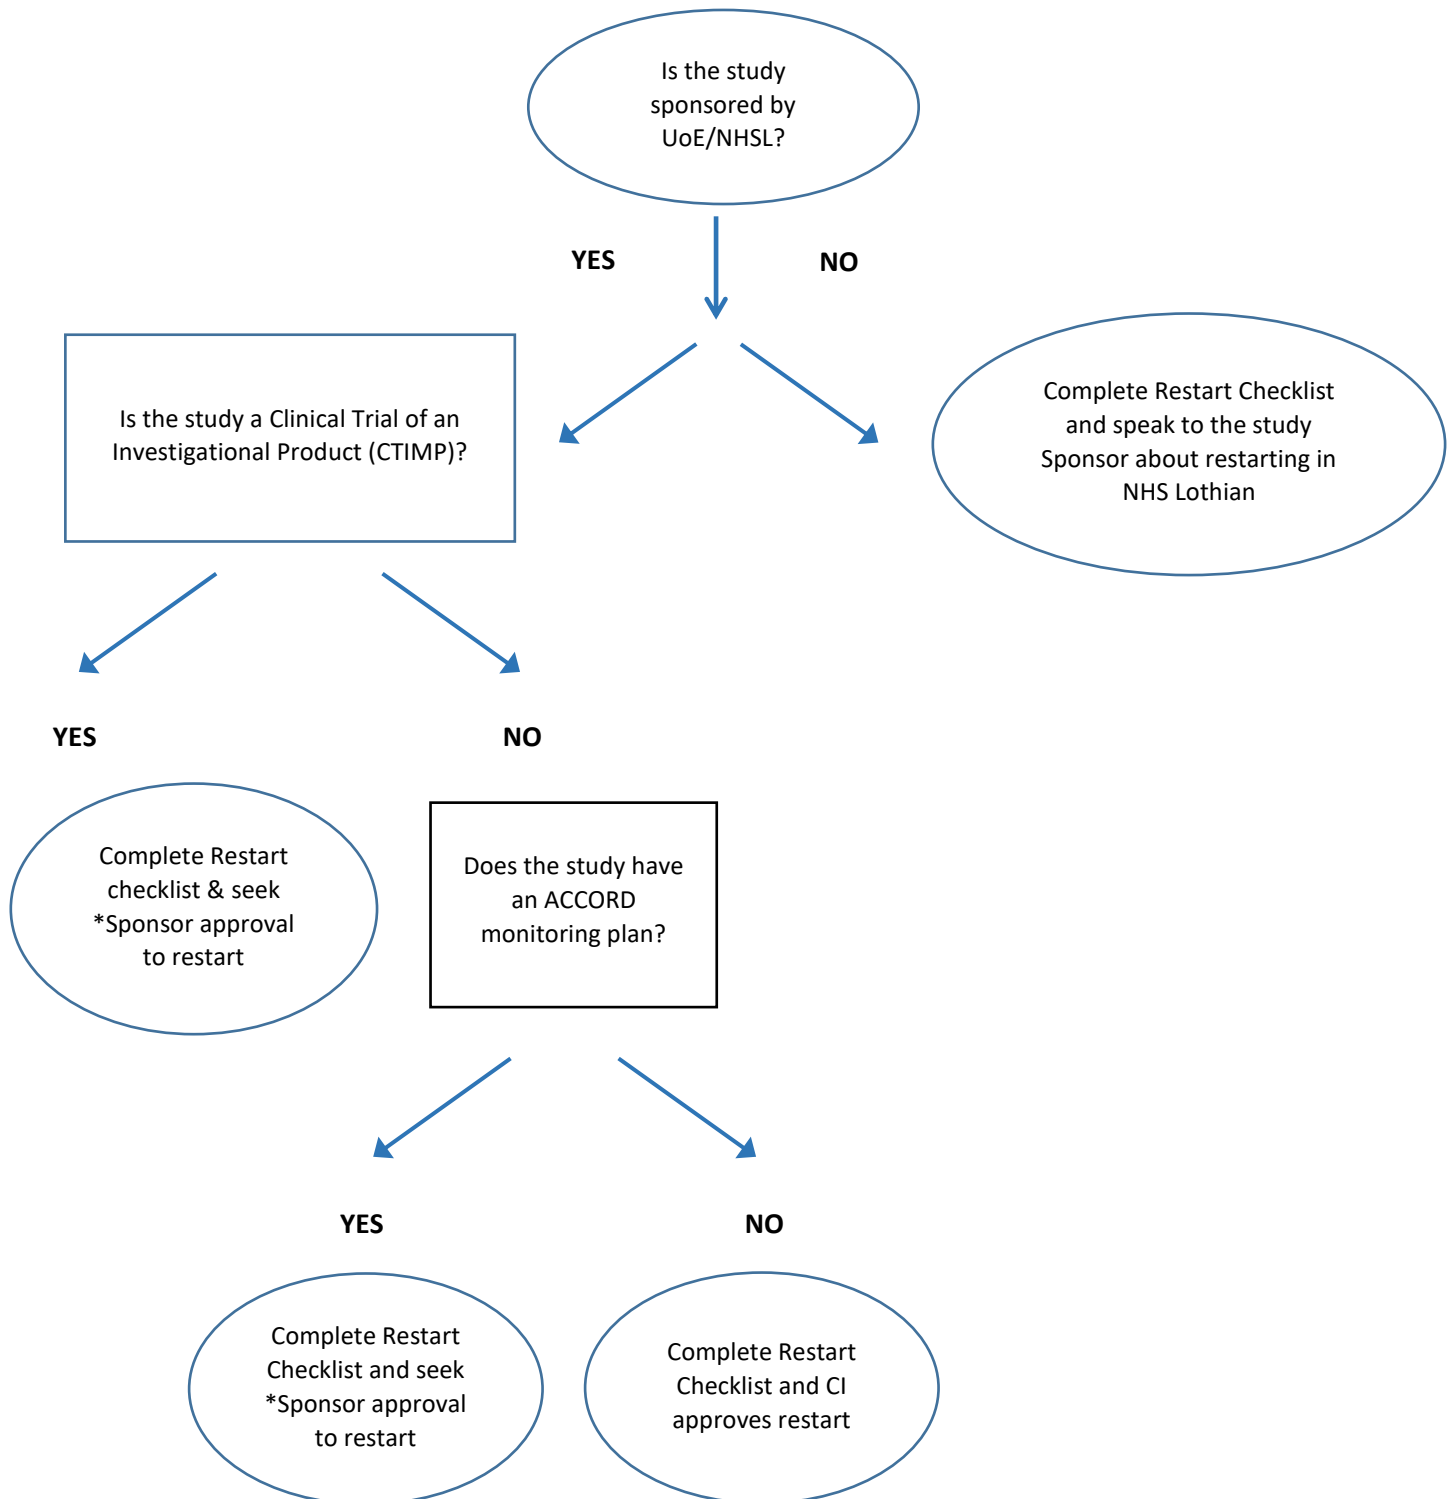 Is the study
sponsored by
UoE/NHSL?
YES
NO
Is the study a Clinical Trial of an
Investigational Product (CTIMP)?
Complete Restart Checklist
and speak to the study
Sponsor about restarting in
NHS Lothian
YES
NO
Complete Restart
checklist & seek
*Sponsor approval
to restart
Does the study have
an ACCORD
monitoring plan?
YES
NO
Complete Restart
Checklist and seek
*Sponsor approval
to restart
Complete Restart
Checklist and CI
approves restart